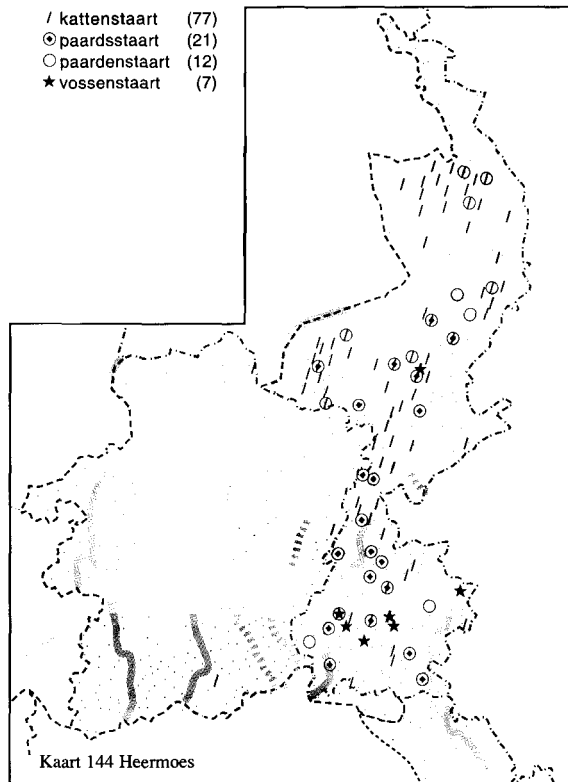 kattenstaart (77)
paardsstaart (21)
paardenstaart (12)
vossenstaart (7)
Kaart 144 Heermoes